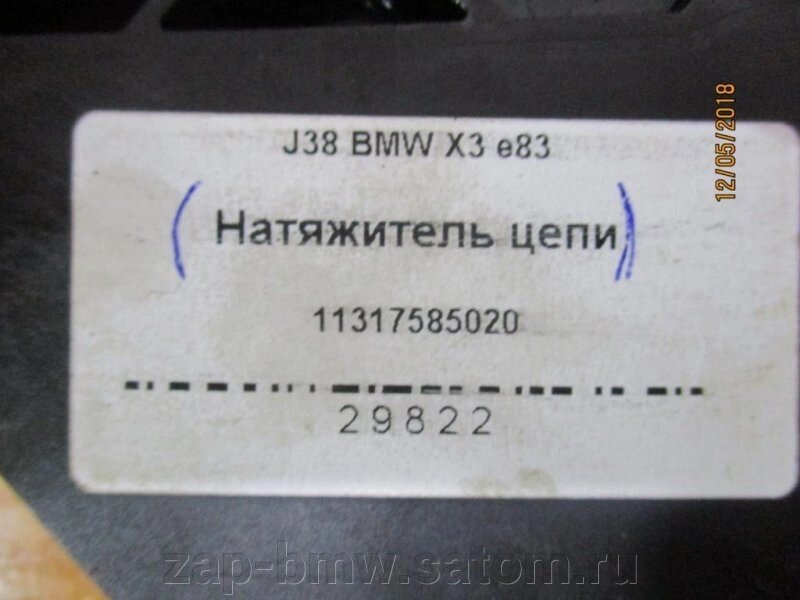 J38 BMW X3 e83
(Натяжитель цепи)
11317585020
29822
12/05/2018
zap-bmw.satom.ru